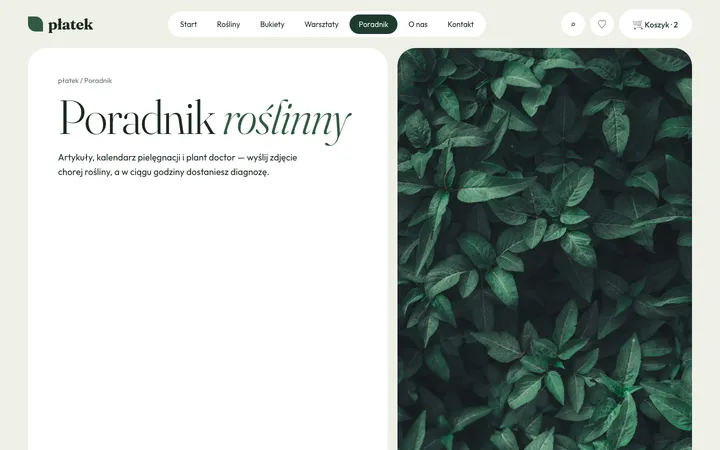 płatek
Start
Rośliny
Bukiety
Warsztaty
Poradnik
O nas
Kontakt
Koszyk · 2
płatek / Poradnik
Poradnik roślinny
Artykuły, kalendarz pielęgnacji i plant doctor — wyślij zdjęcie
chorej rośliny, a w ciągu godziny dostaniesz diagnozę.